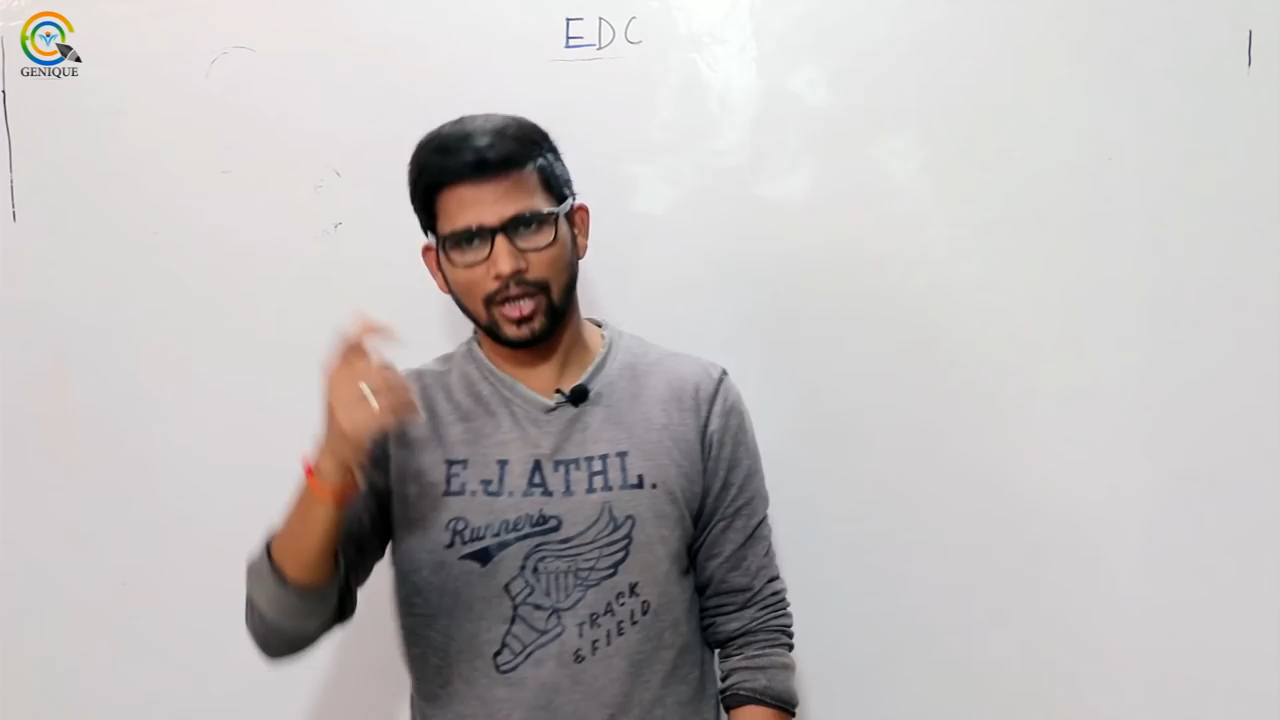 GENIQUE
EDC
E.J.ATHL.
Runners
TRACK
& FIELD